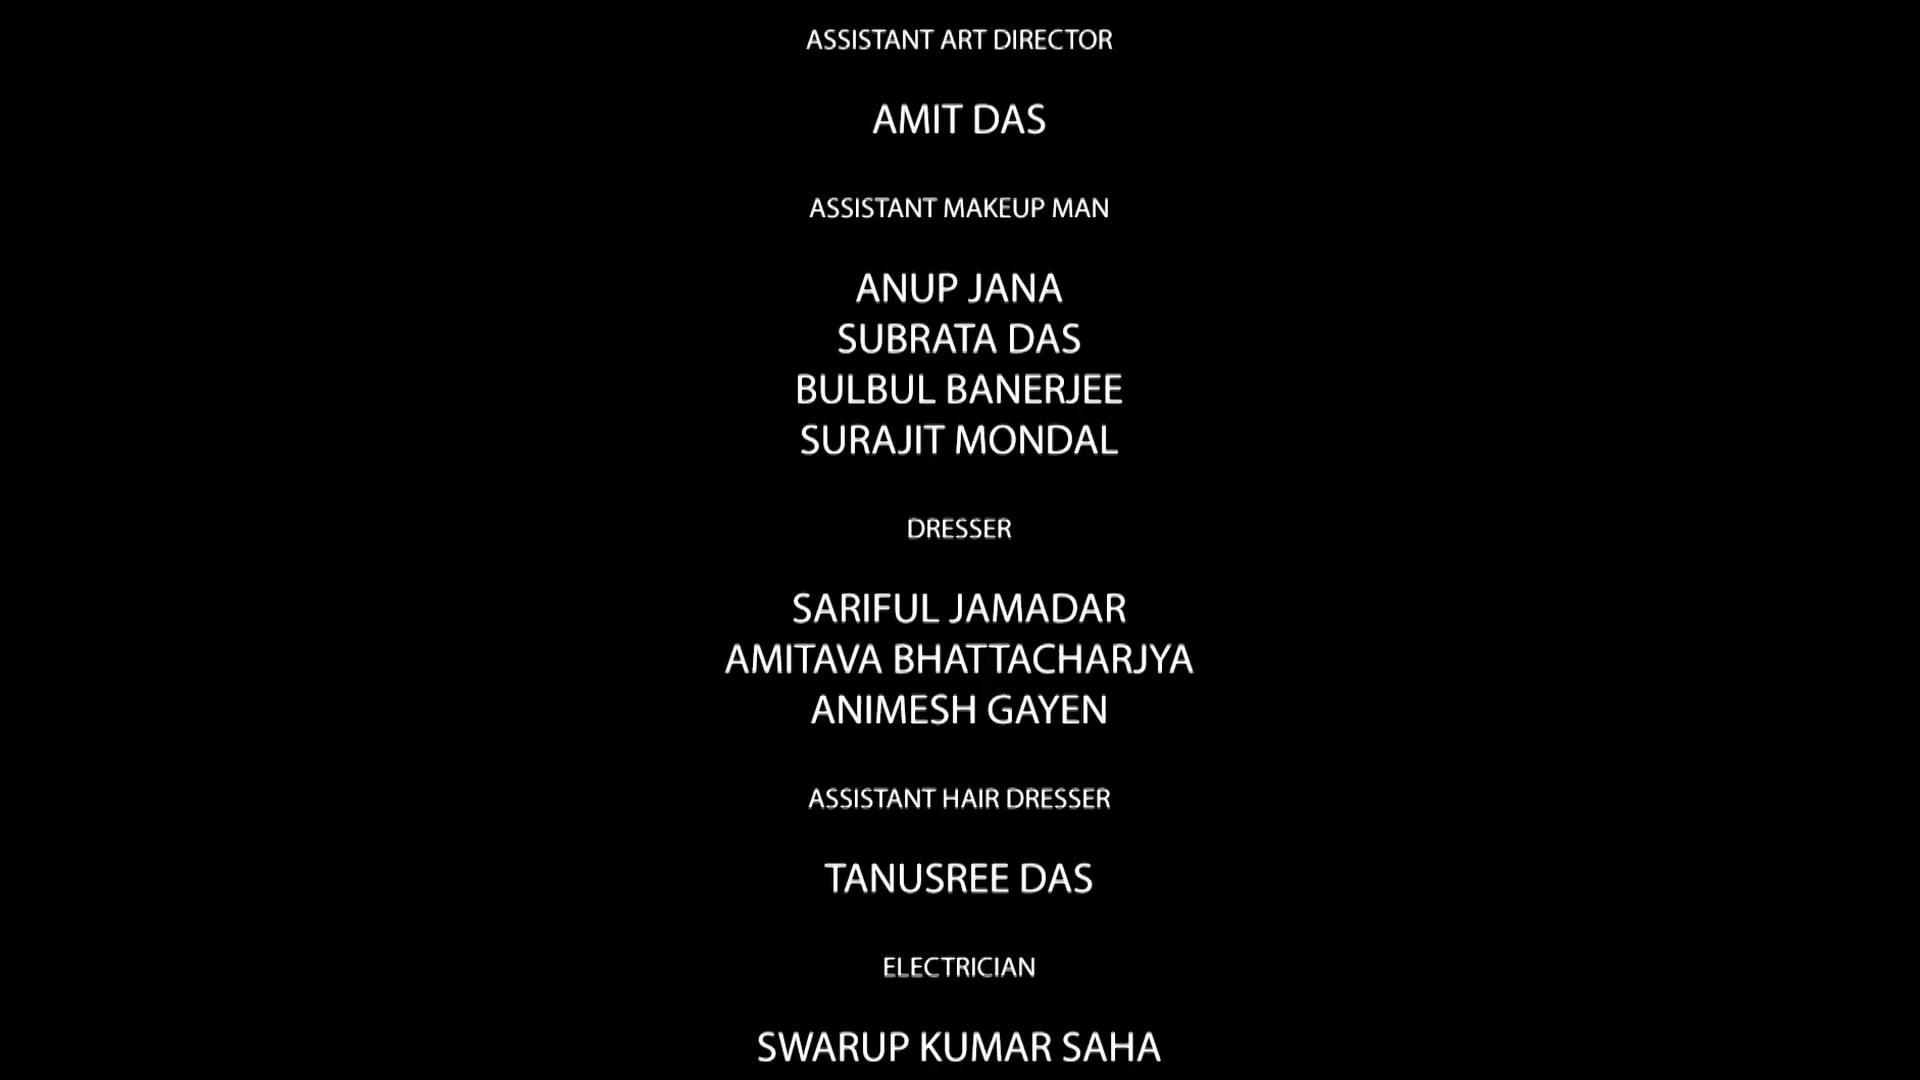 ASSISTANT ART DIRECTOR
AMIT DAS
ASSISTANT MAKEUP MAN
ANUP JANA
SUBRATA DAS
BULBUL BANERJEE
SURAJIT MONDAL
DRESSER
SARIFUL JAMADAR
AMITAVA BHATTACHARJYA
ANIMESH GAYEN
ASSISTANT HAIR DRESSER
TANUSREE DAS
ELECTRICIAN
SWARUP KUMAR SAHA